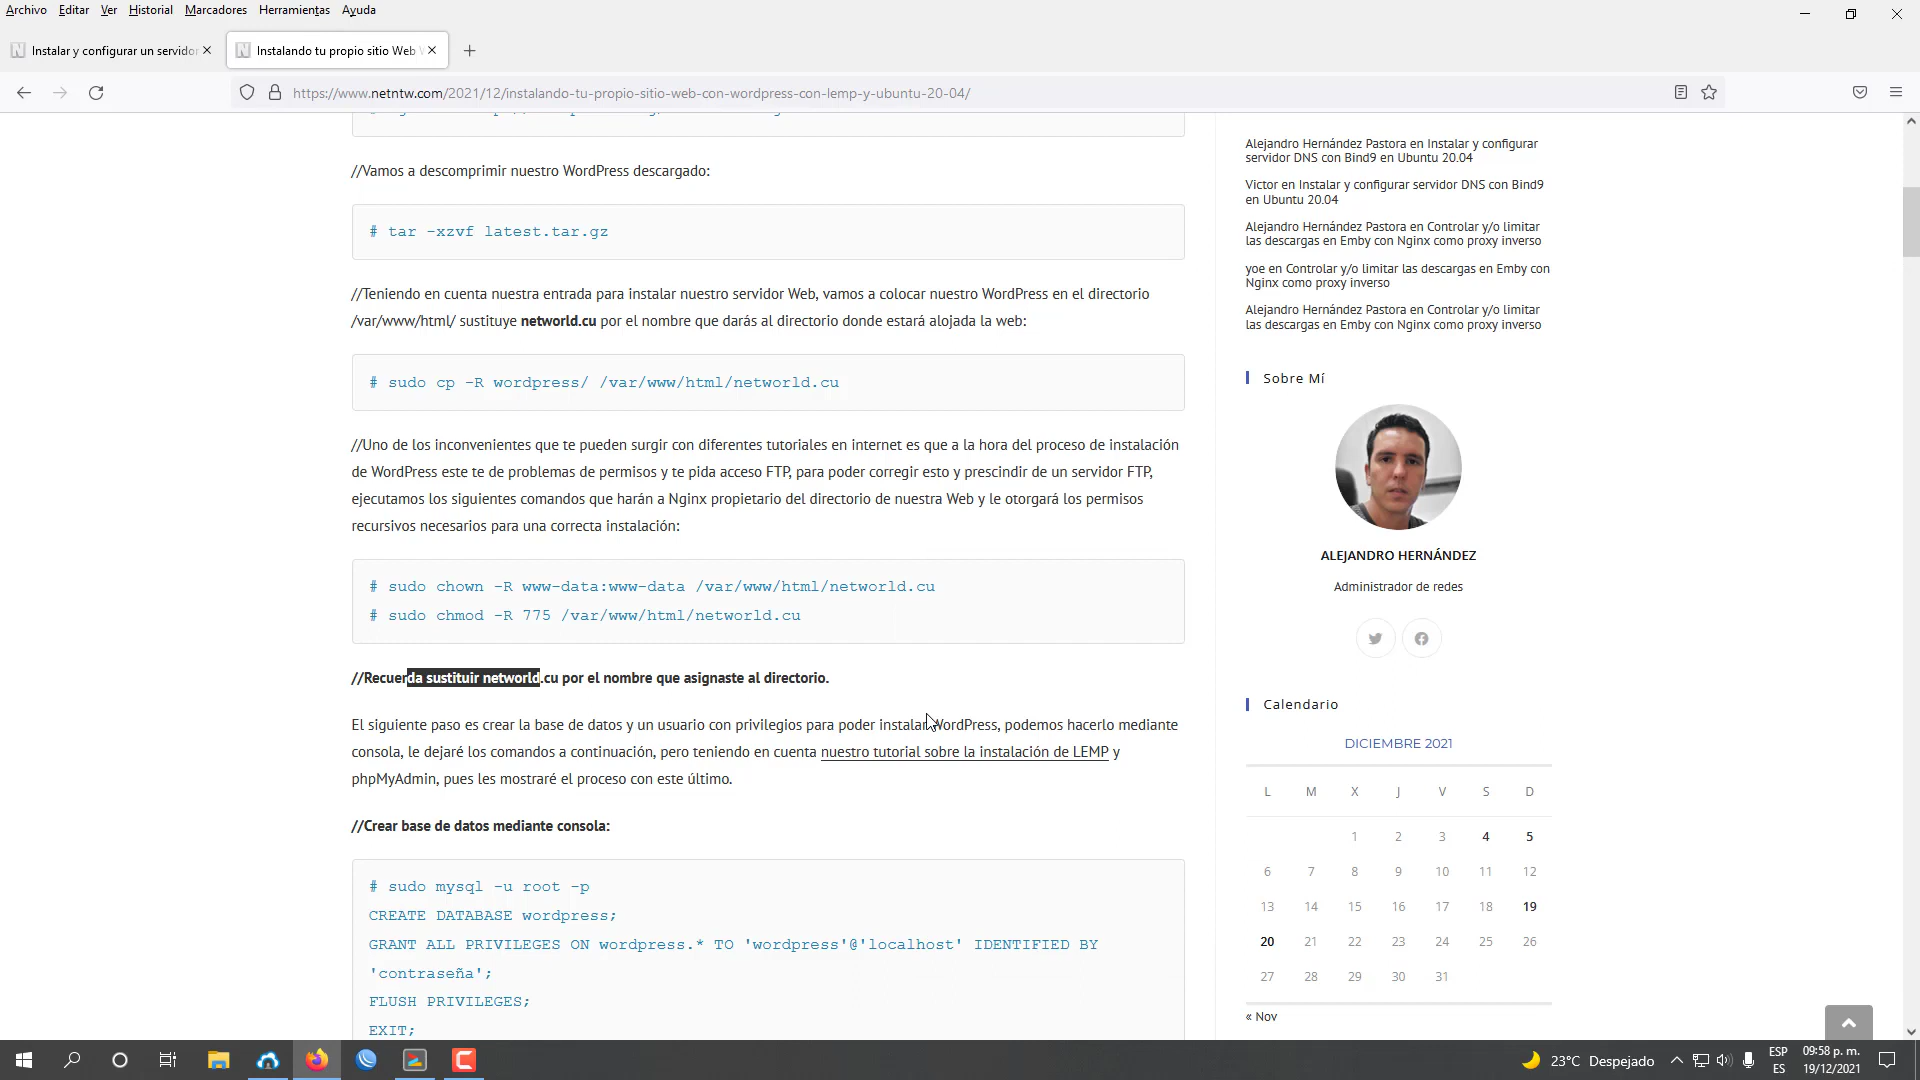 Archivo Editar Ver Historial Marcadores Herramientas Ayuda
Instalar y configurar un servidor
Instalando tu propio sitio Web
https://www.netntw.com/2021/12/instalando-tu-propio-sitio-web-con-wordpress-con-lemp-y-ubuntu-20-04/
//Vamos a descomprimir nuestro WordPress descargado:
# tar -xzvf latest.tar.gz
//Teniendo en cuenta nuestra entrada para instalar nuestro servidor Web, vamos a colocar nuestro WordPress en el directorio
/var/www/html/ sustituye networld.cu por el nombre que darás al directorio donde estará alojada la web:
# sudo cp -R wordpress/ /var/www/html/networld.cu
//Uno de los inconvenientes que te pueden surgir con diferentes tutoriales en internet es que a la hora del proceso de instalación
de WordPress este te de problemas de permisos y te pida acceso FTP, para poder corregir esto y prescindir de un servidor FTP,
ejecutamos los siguientes comandos que harán a Nginx propietario del directorio de nuestra Web y le otorgará los permisos
recursivos necesarios para una correcta instalación:
# sudo chown -R www-data:www-data /var/www/html/networld.cu
# sudo chmod -R 775 /var/www/html/networld.cu
//Recuerda sustituir networld.cu por el nombre que asignaste al directorio.
El siguiente paso es crear la base de datos y un usuario con privilegios para poder instalar WordPress, podemos hacerlo mediante
consola, le dejaré los comandos a continuación, pero teniendo en cuenta nuestro tutorial sobre la instalación de LEMP y
phpMyAdmin, pues les mostraré el proceso con este último.
//Crear base de datos mediante consola:
# sudo mysql -u root -p
CREATE DATABASE wordpress;
GRANT ALL PRIVILEGES ON wordpress.* TO 'wordpress'@'localhost' IDENTIFIED BY
'contraseña';
FLUSH PRIVILEGES;
EXIT;
Alejandro Hernández Pastora en Instalar y configurar
servidor DNS con Bind9 en Ubuntu 20.04
Victor en Instalar y configurar servidor DNS con Bind9
en Ubuntu 20.04
Alejandro Hernández Pastora en Controlar y/o limitar
las descargas en Emby con Nginx como proxy inverso
yoe en Controlar y/o limitar las descargas en Emby con
Nginx como proxy inverso
Alejandro Hernández Pastora en Controlar y/o limitar
las descargas en Emby con Nginx como proxy inverso
Sobre Mí
ALEJANDRO HERNÁNDEZ
Administrador de redes
Calendario
DICIEMBRE 2021
L M X J V S D
1 2 3 4 5
6 7 8 9 10 11 12
13 14 15 16 17 18 19
20 21 22 23 24 25 26
27 28 29 30 31
« Nov
23°C Despejado
ESP
ES
09:58 p. m.
19/12/2021